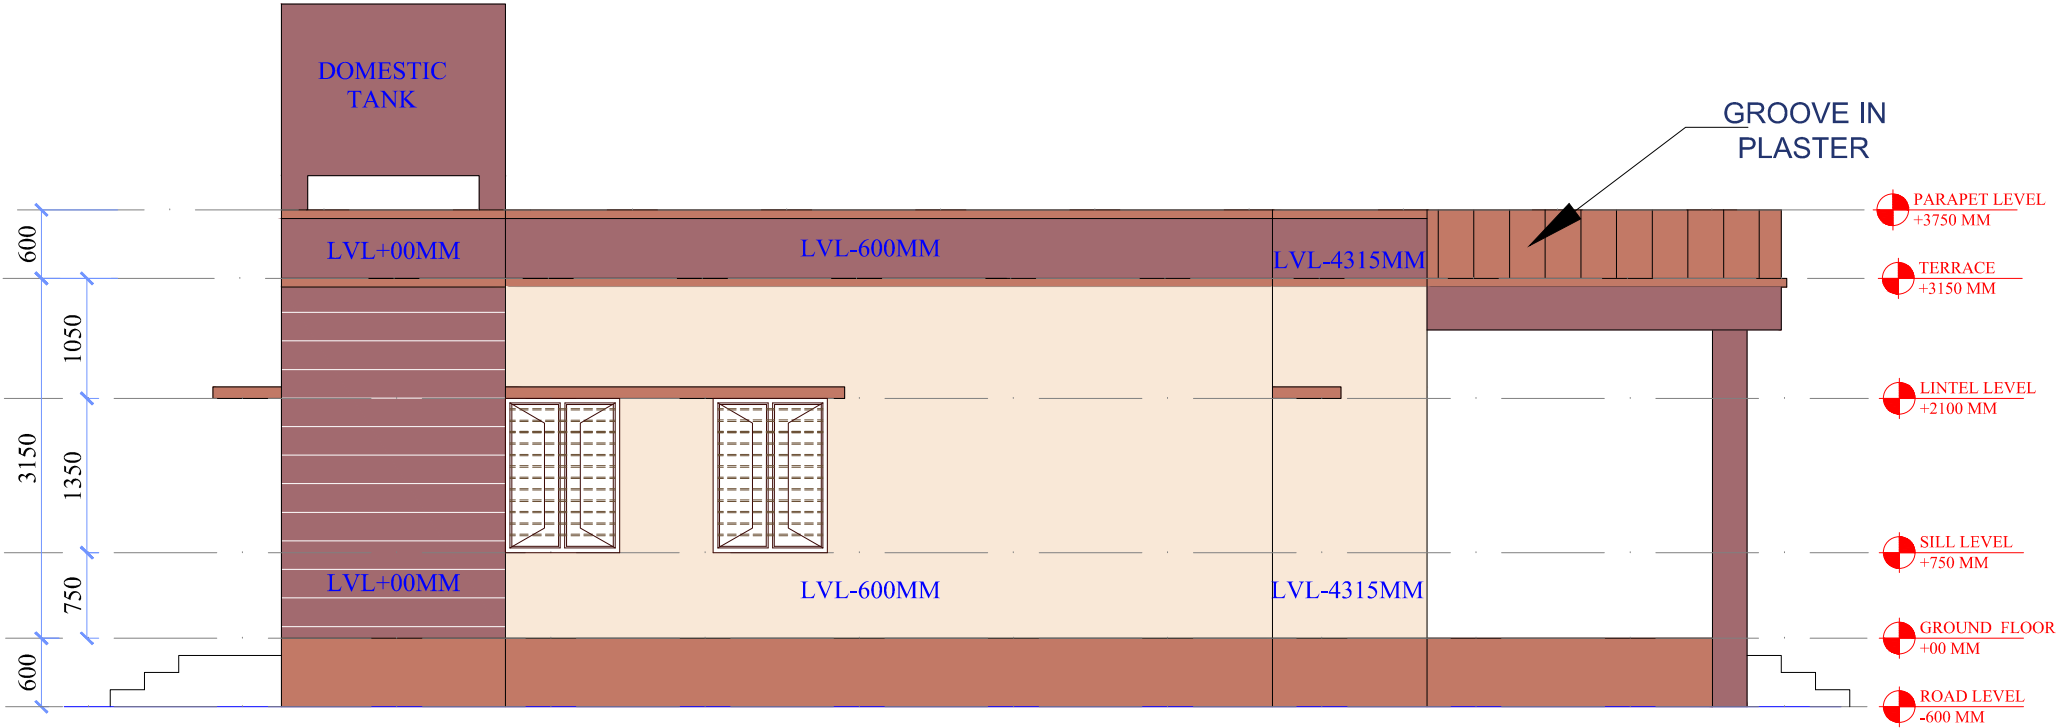 DOMESTIC
TANK
GROOVE IN
PLASTER
PARAPET LEVEL
+3750 MM
600
LVL+00MM
LVL-600MM
LVL-4315MM
TERRACE
+3150 MM
1050
LINTEL LEVEL
+2100 MM
3150
1350
SILL LEVEL
+750 MM
750
LVL+00MM
LVL-600MM
LVL-4315MM
GROUND FLOOR
+00 MM
600
ROAD LEVEL
-600 MM